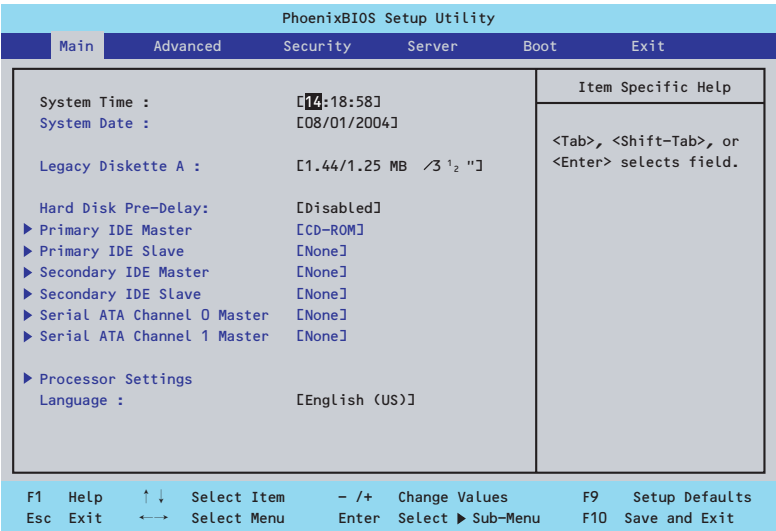 PhoenixBIOS Setup Utility
Main Advanced Security Server Boot Exit
Item Specific Help
System Time : [14:18:58]
System Date : [08/01/2004]
<Tab>, <Shift-Tab>, or
<Enter> selects field.
Legacy Diskette A : [1.44/1.25 MB ⁄3 ¹₂ "]
Hard Disk Pre-Delay: [Disabled]
▶ Primary IDE Master [CD-ROM]
▶ Primary IDE Slave [None]
▶ Secondary IDE Master [None]
▶ Secondary IDE Slave [None]
▶ Serial ATA Channel 0 Master [None]
▶ Serial ATA Channel 1 Master [None]
▶ Processor Settings
Language : [English (US)]
F1 Help ↑↓ Select Item - /+ Change Values F9 Setup Defaults
Esc Exit ←→ Select Menu Enter Select ▶ Sub-Menu F10 Save and Exit